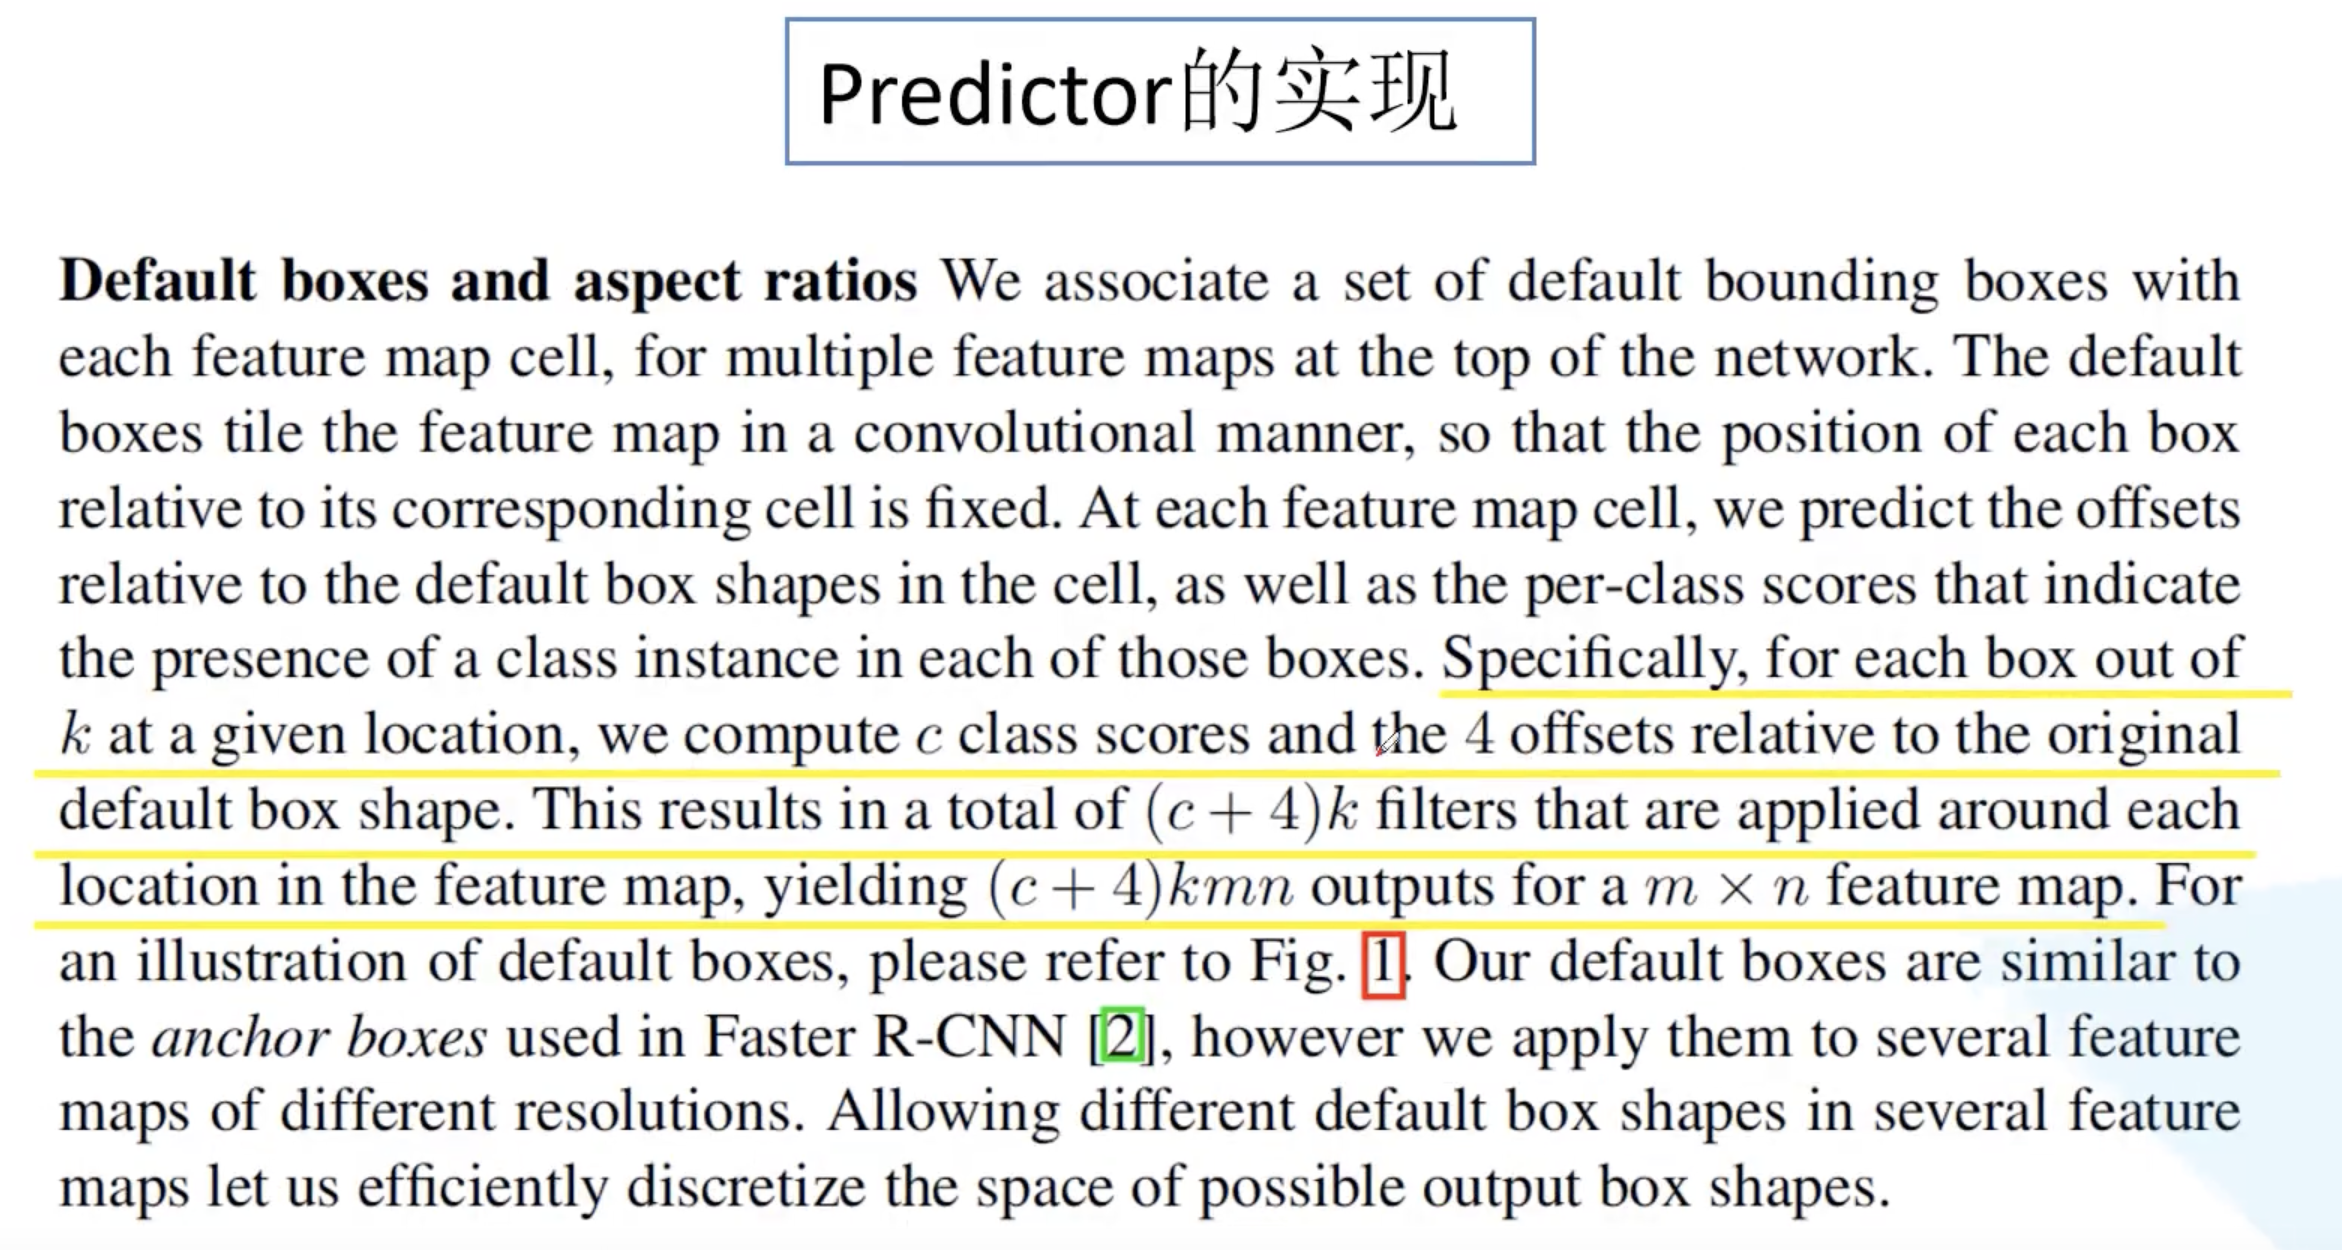 Predictor的实现
Default boxes and aspect ratios We associate a set of default bounding boxes with
each feature map cell, for multiple feature maps at the top of the network. The default
boxes tile the feature map in a convolutional manner, so that the position of each box
relative to its corresponding cell is fixed. At each feature map cell, we predict the offsets
relative to the default box shapes in the cell, as well as the per-class scores that indicate
the presence of a class instance in each of those boxes. Specifically, for each box out of
k at a given location, we compute c class scores and the 4 offsets relative to the original
default box shape. This results in a total of (c + 4)k filters that are applied around each
location in the feature map, yielding (c + 4)kmn outputs for a m × n feature map. For
an illustration of default boxes, please refer to Fig. 1. Our default boxes are similar to
the anchor boxes used in Faster R-CNN [2], however we apply them to several feature
maps of different resolutions. Allowing different default box shapes in several feature
maps let us efficiently discretize the space of possible output box shapes.